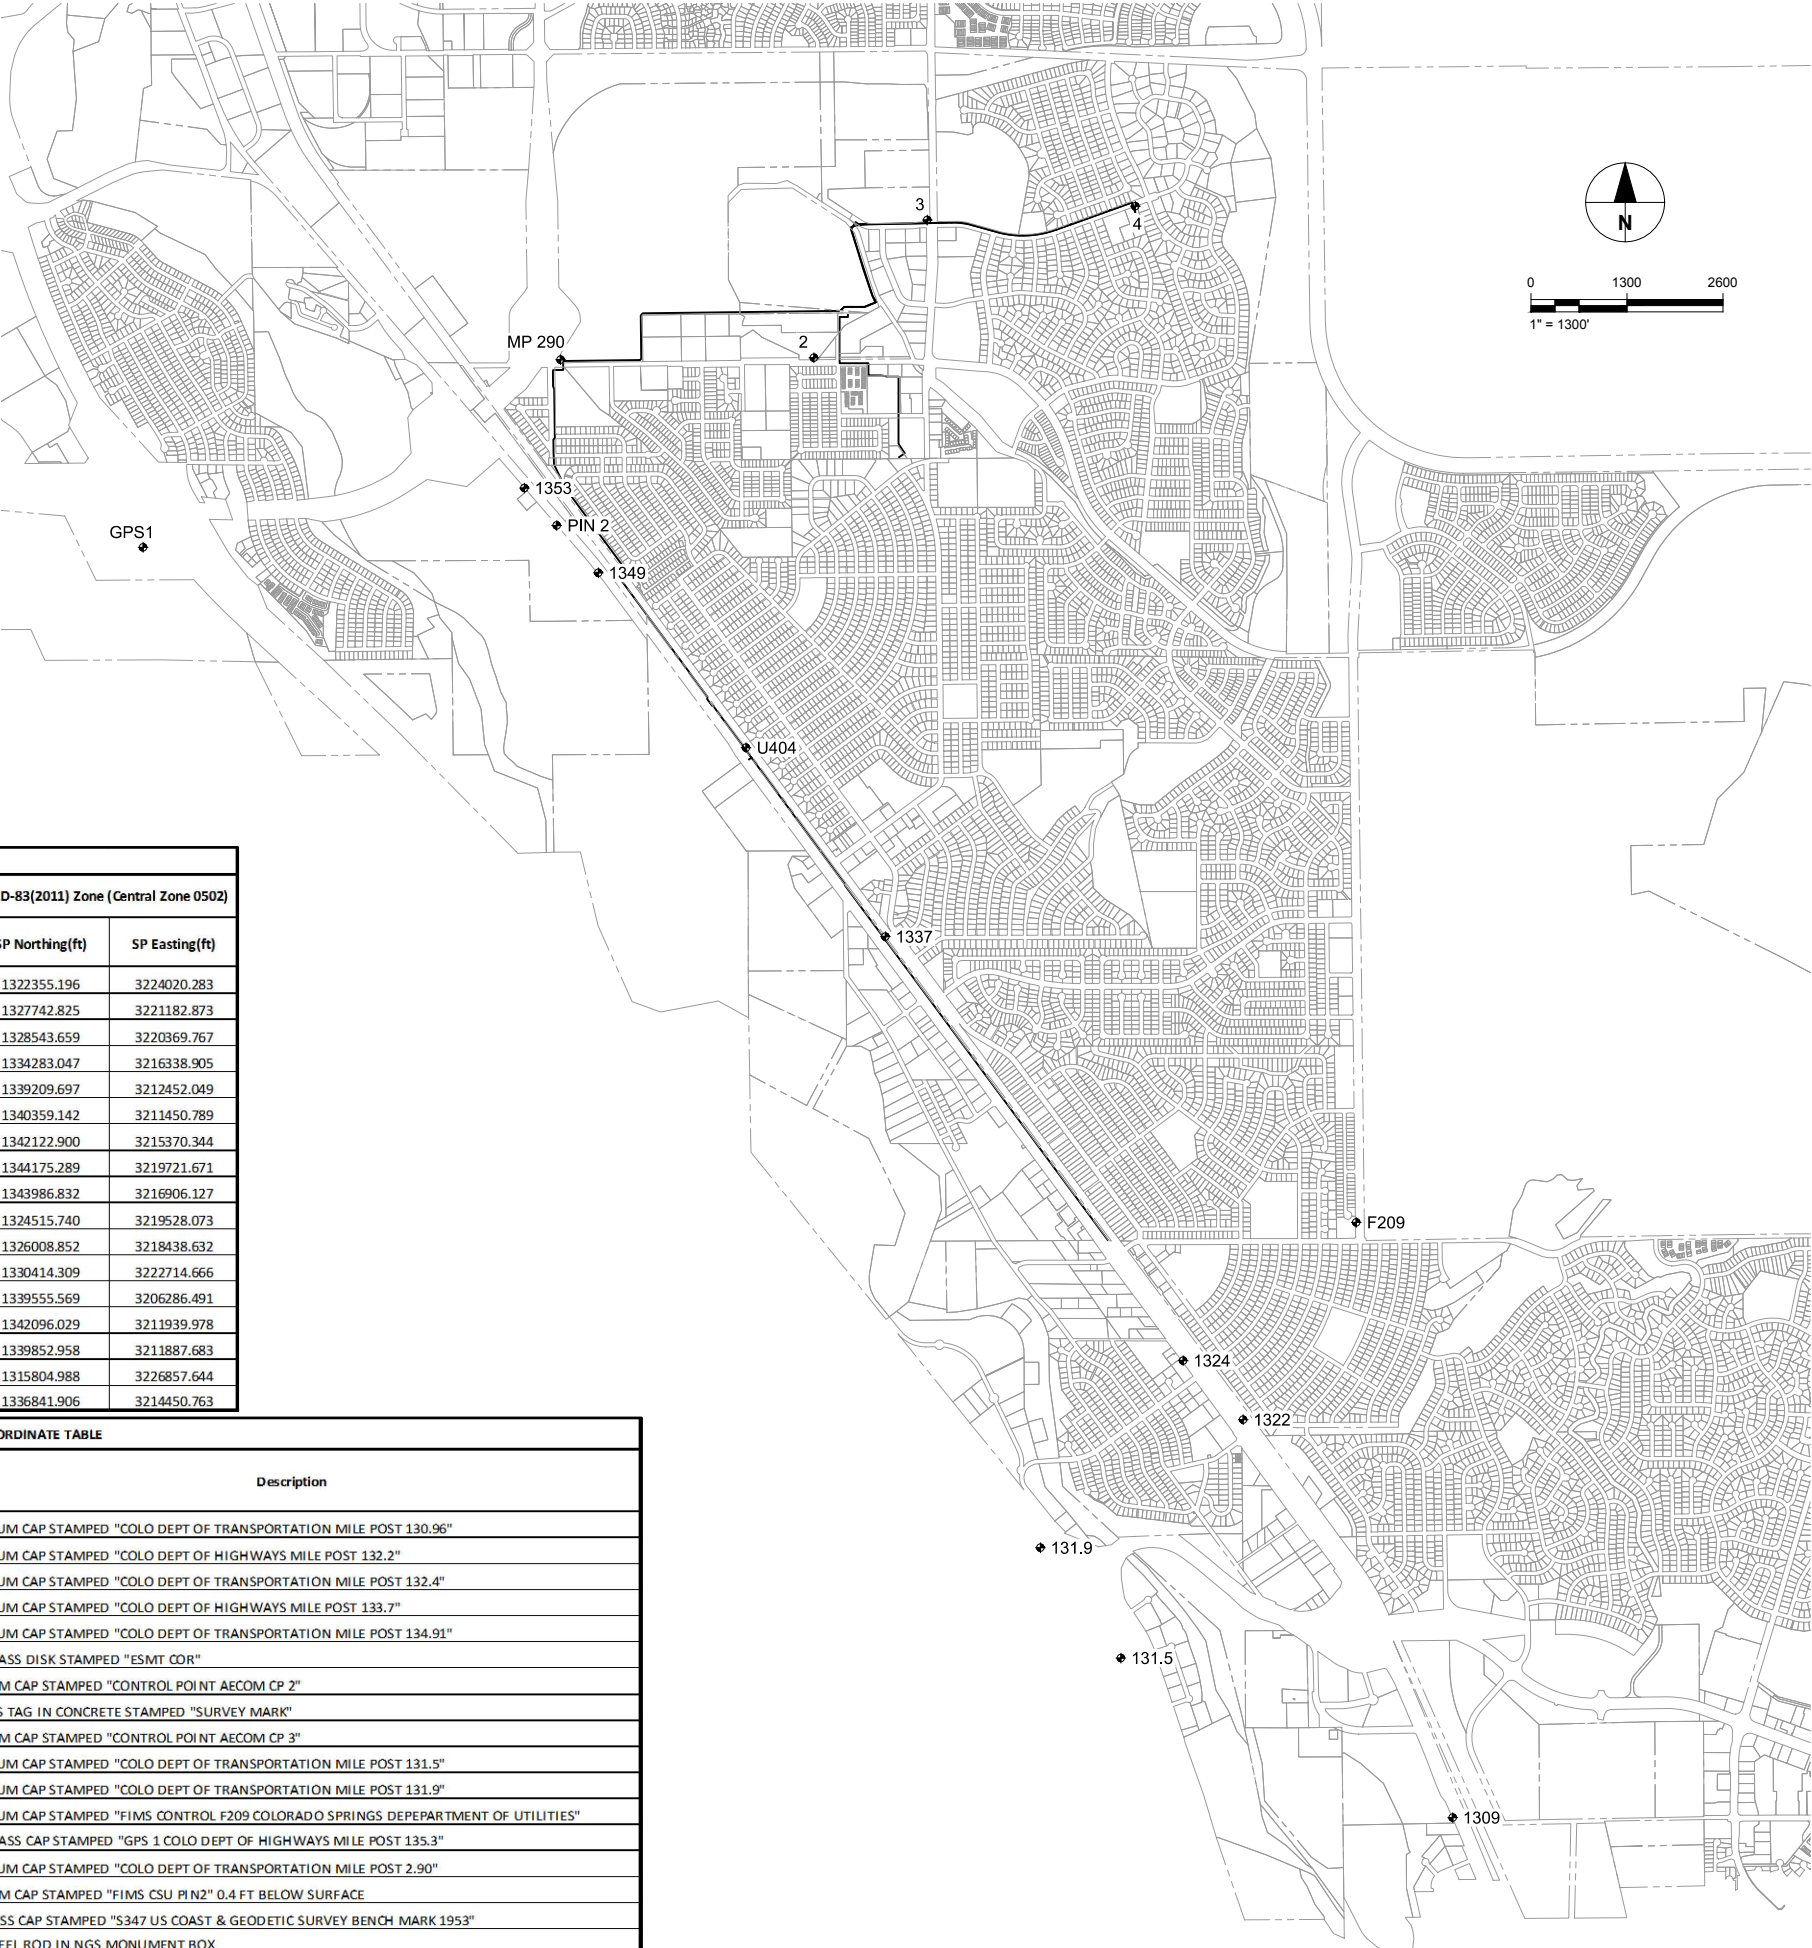 3
4
N
0 1300 2600
1" = 1300'
MP 290
2
1353
PIN 2
GPS1
1349
U404
1337
F209
1324
1322
131.9
131.5
1309
D-83(2011) Zone (Central Zone 0502)
SP Northing(ft) SP Easting(ft)
1322355.196 3224020.283
1327742.825 3221182.873
1328543.659 3220369.767
1334283.047 3216338.905
1339209.697 3212452.049
1340359.142 3211450.789
1342122.900 3215370.344
1344175.289 3219721.671
1343986.832 3216906.127
1324515.740 3219528.073
1326008.852 3218438.632
1330414.309 3222714.666
1339555.569 3206286.491
1342096.029 3211939.978
1339852.958 3211887.683
1315804.988 3226857.644
1336841.906 3214450.763
ORDINATE TABLE
Description
UM CAP STAMPED "COLO DEPT OF TRANSPORTATION MILE POST 130.96"
UM CAP STAMPED "COLO DEPT OF HIGHWAYS MILE POST 132.2"
UM CAP STAMPED "COLO DEPT OF TRANSPORTATION MILE POST 132.4"
UM CAP STAMPED "COLO DEPT OF HIGHWAYS MILE POST 133.7"
UM CAP STAMPED "COLO DEPT OF TRANSPORTATION MILE POST 134.91"
ASS DISK STAMPED "ESMT COR"
M CAP STAMPED "CONTROL POINT AECOM CP 2"
S TAG IN CONCRETE STAMPED "SURVEY MARK"
M CAP STAMPED "CONTROL POINT AECOM CP 3"
UM CAP STAMPED "COLO DEPT OF TRANSPORTATION MILE POST 131.5"
UM CAP STAMPED "COLO DEPT OF TRANSPORTATION MILE POST 131.9"
UM CAP STAMPED "FIMS CONTROL F209 COLORADO SPRINGS DEPEPARTMENT OF UTILITIES"
ASS CAP STAMPED "GPS 1 COLO DEPT OF HIGHWAYS MILE POST 135.3"
UM CAP STAMPED "COLO DEPT OF TRANSPORTATION MILE POST 2.90"
M CAP STAMPED "FIMS CSU PIN2" 0.4 FT BELOW SURFACE
SS CAP STAMPED "S347 US COAST & GEODETIC SURVEY BENCH MARK 1953"
EEL ROD IN NGS MONUMENT BOX